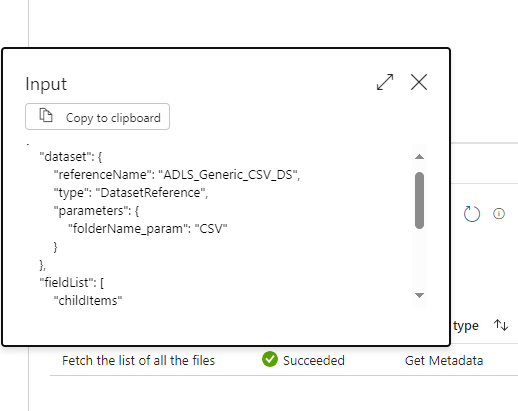 Input
Copy to clipboard
"dataset": {
"referenceName": "ADLS_Generic_CSV_DS",
"type": "DatasetReference",
"parameters": {
"folderName_param": "CSV"
}
},
"fieldList": [
"childItems"
type
Fetch the list of all the files Succeeded Get Metadata